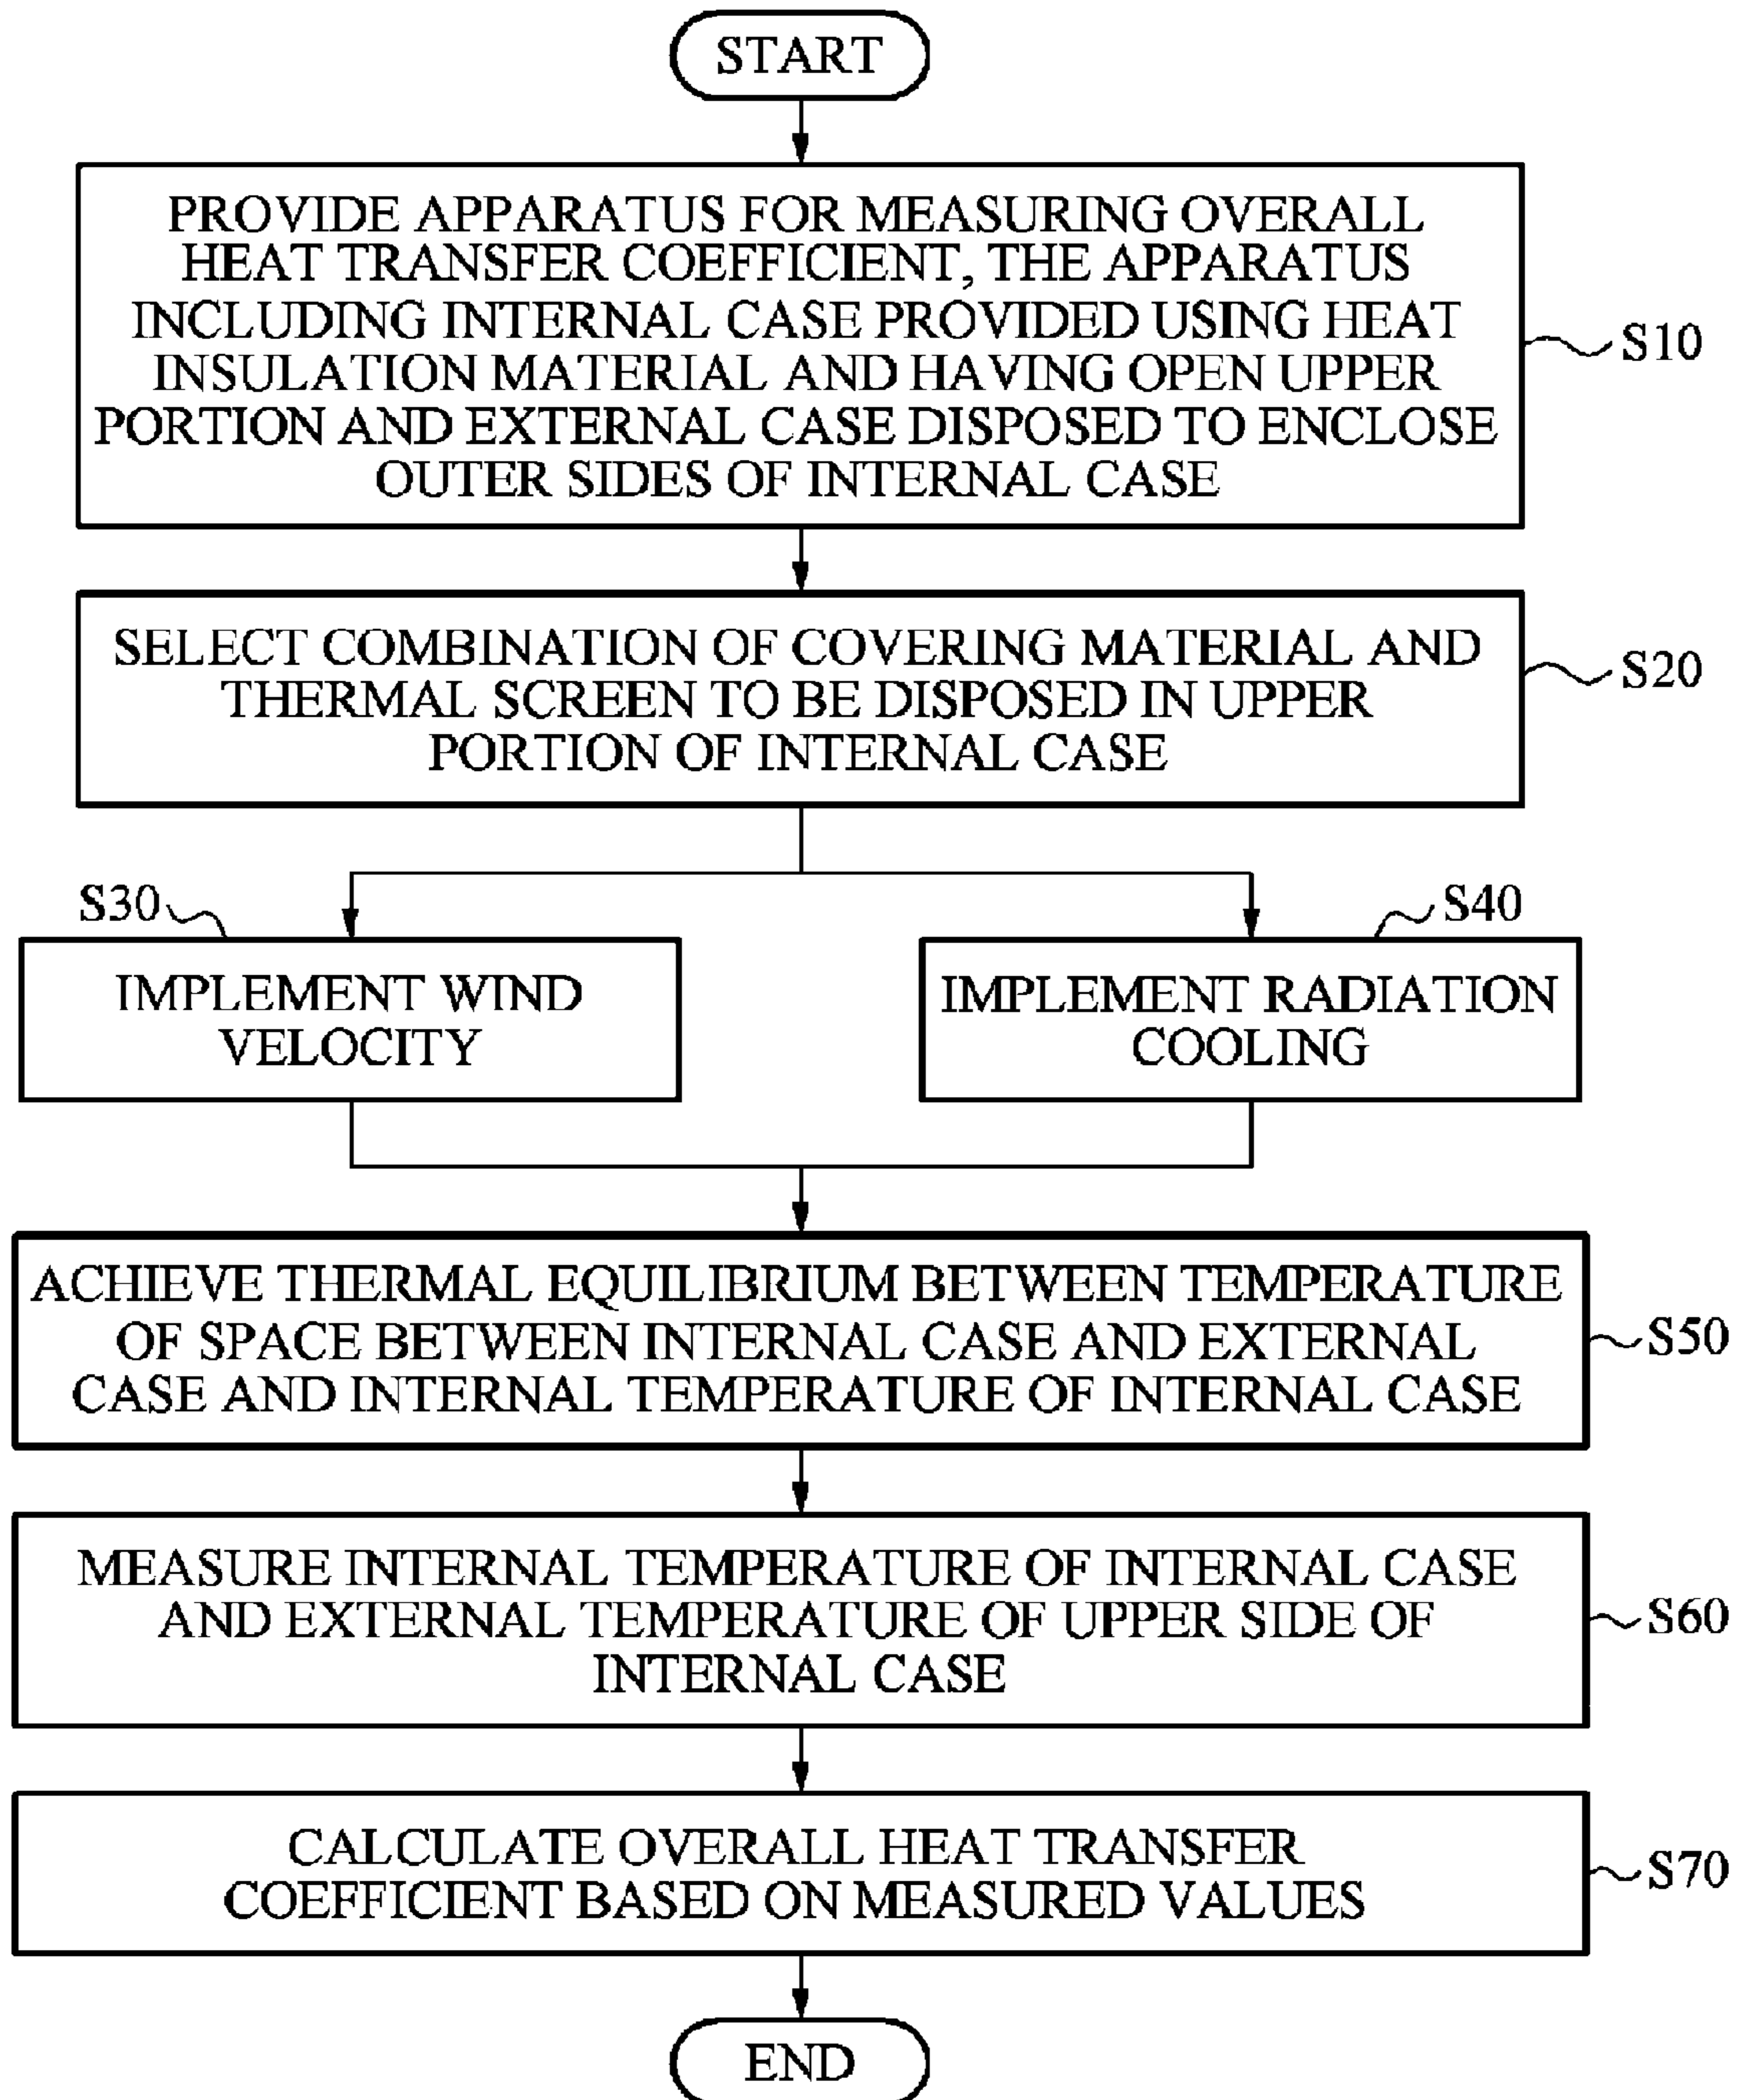 START
PROVIDE APPARATUS FOR MEASURING OVERALL
HEAT TRANSFER COEFFICIENT, THE APPARATUS
INCLUDING INTERNAL CASE PROVIDED USING HEAT
INSULATION MATERIAL AND HAVING OPEN UPPER
PORTION AND EXTERNAL CASE DISPOSED TO ENCLOSE
OUTER SIDES OF INTERNAL CASE
S10
SELECT COMBINATION OF COVERING MATERIAL AND
THERMAL SCREEN TO BE DISPOSED IN UPPER
PORTION OF INTERNAL CASE
S20
S30
IMPLEMENT WIND
VELOCITY
S40
IMPLEMENT RADIATION
COOLING
ACHIEVE THERMAL EQUILIBRIUM BETWEEN TEMPERATURE
OF SPACE BETWEEN INTERNAL CASE AND EXTERNAL
CASE AND INTERNAL TEMPERATURE OF INTERNAL CASE
S50
MEASURE INTERNAL TEMPERATURE OF INTERNAL CASE
AND EXTERNAL TEMPERATURE OF UPPER SIDE OF
INTERNAL CASE
S60
CALCULATE OVERALL HEAT TRANSFER
COEFFICIENT BASED ON MEASURED VALUES
S70
END